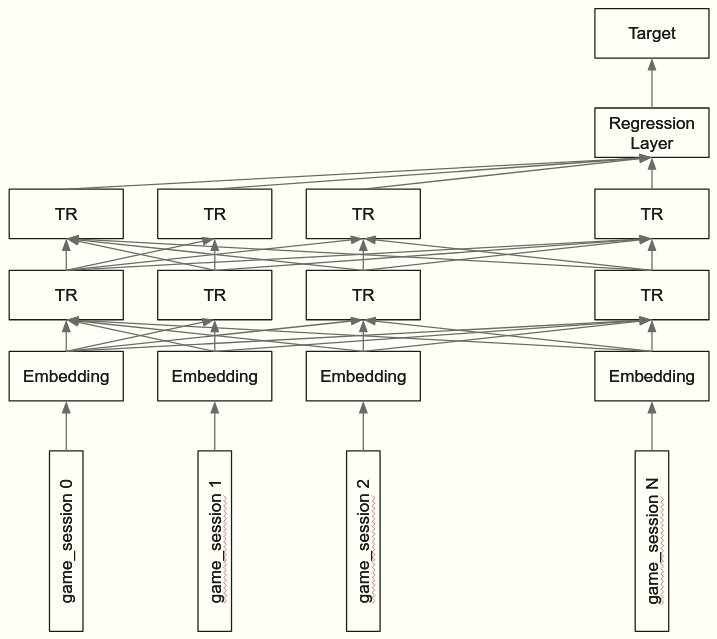 Target
Regression
Layer
TR
TR
TR
TR
TR
TR
TR
TR
Embedding
Embedding
Embedding
Embedding
game_session 0
game_session 1
game_session 2
game_session N